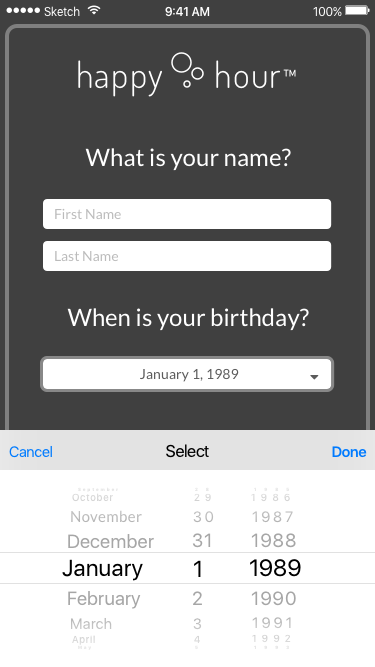 Sketch 9:41 AM 100%
happy hour™
What is your name?
First Name
Last Name
When is your birthday?
January 1, 1989
Cancel Select Done
October 29 1986
November 30 1987
December 31 1988
January 1 1989
February 2 1990
March 3 1991
April 4 1992